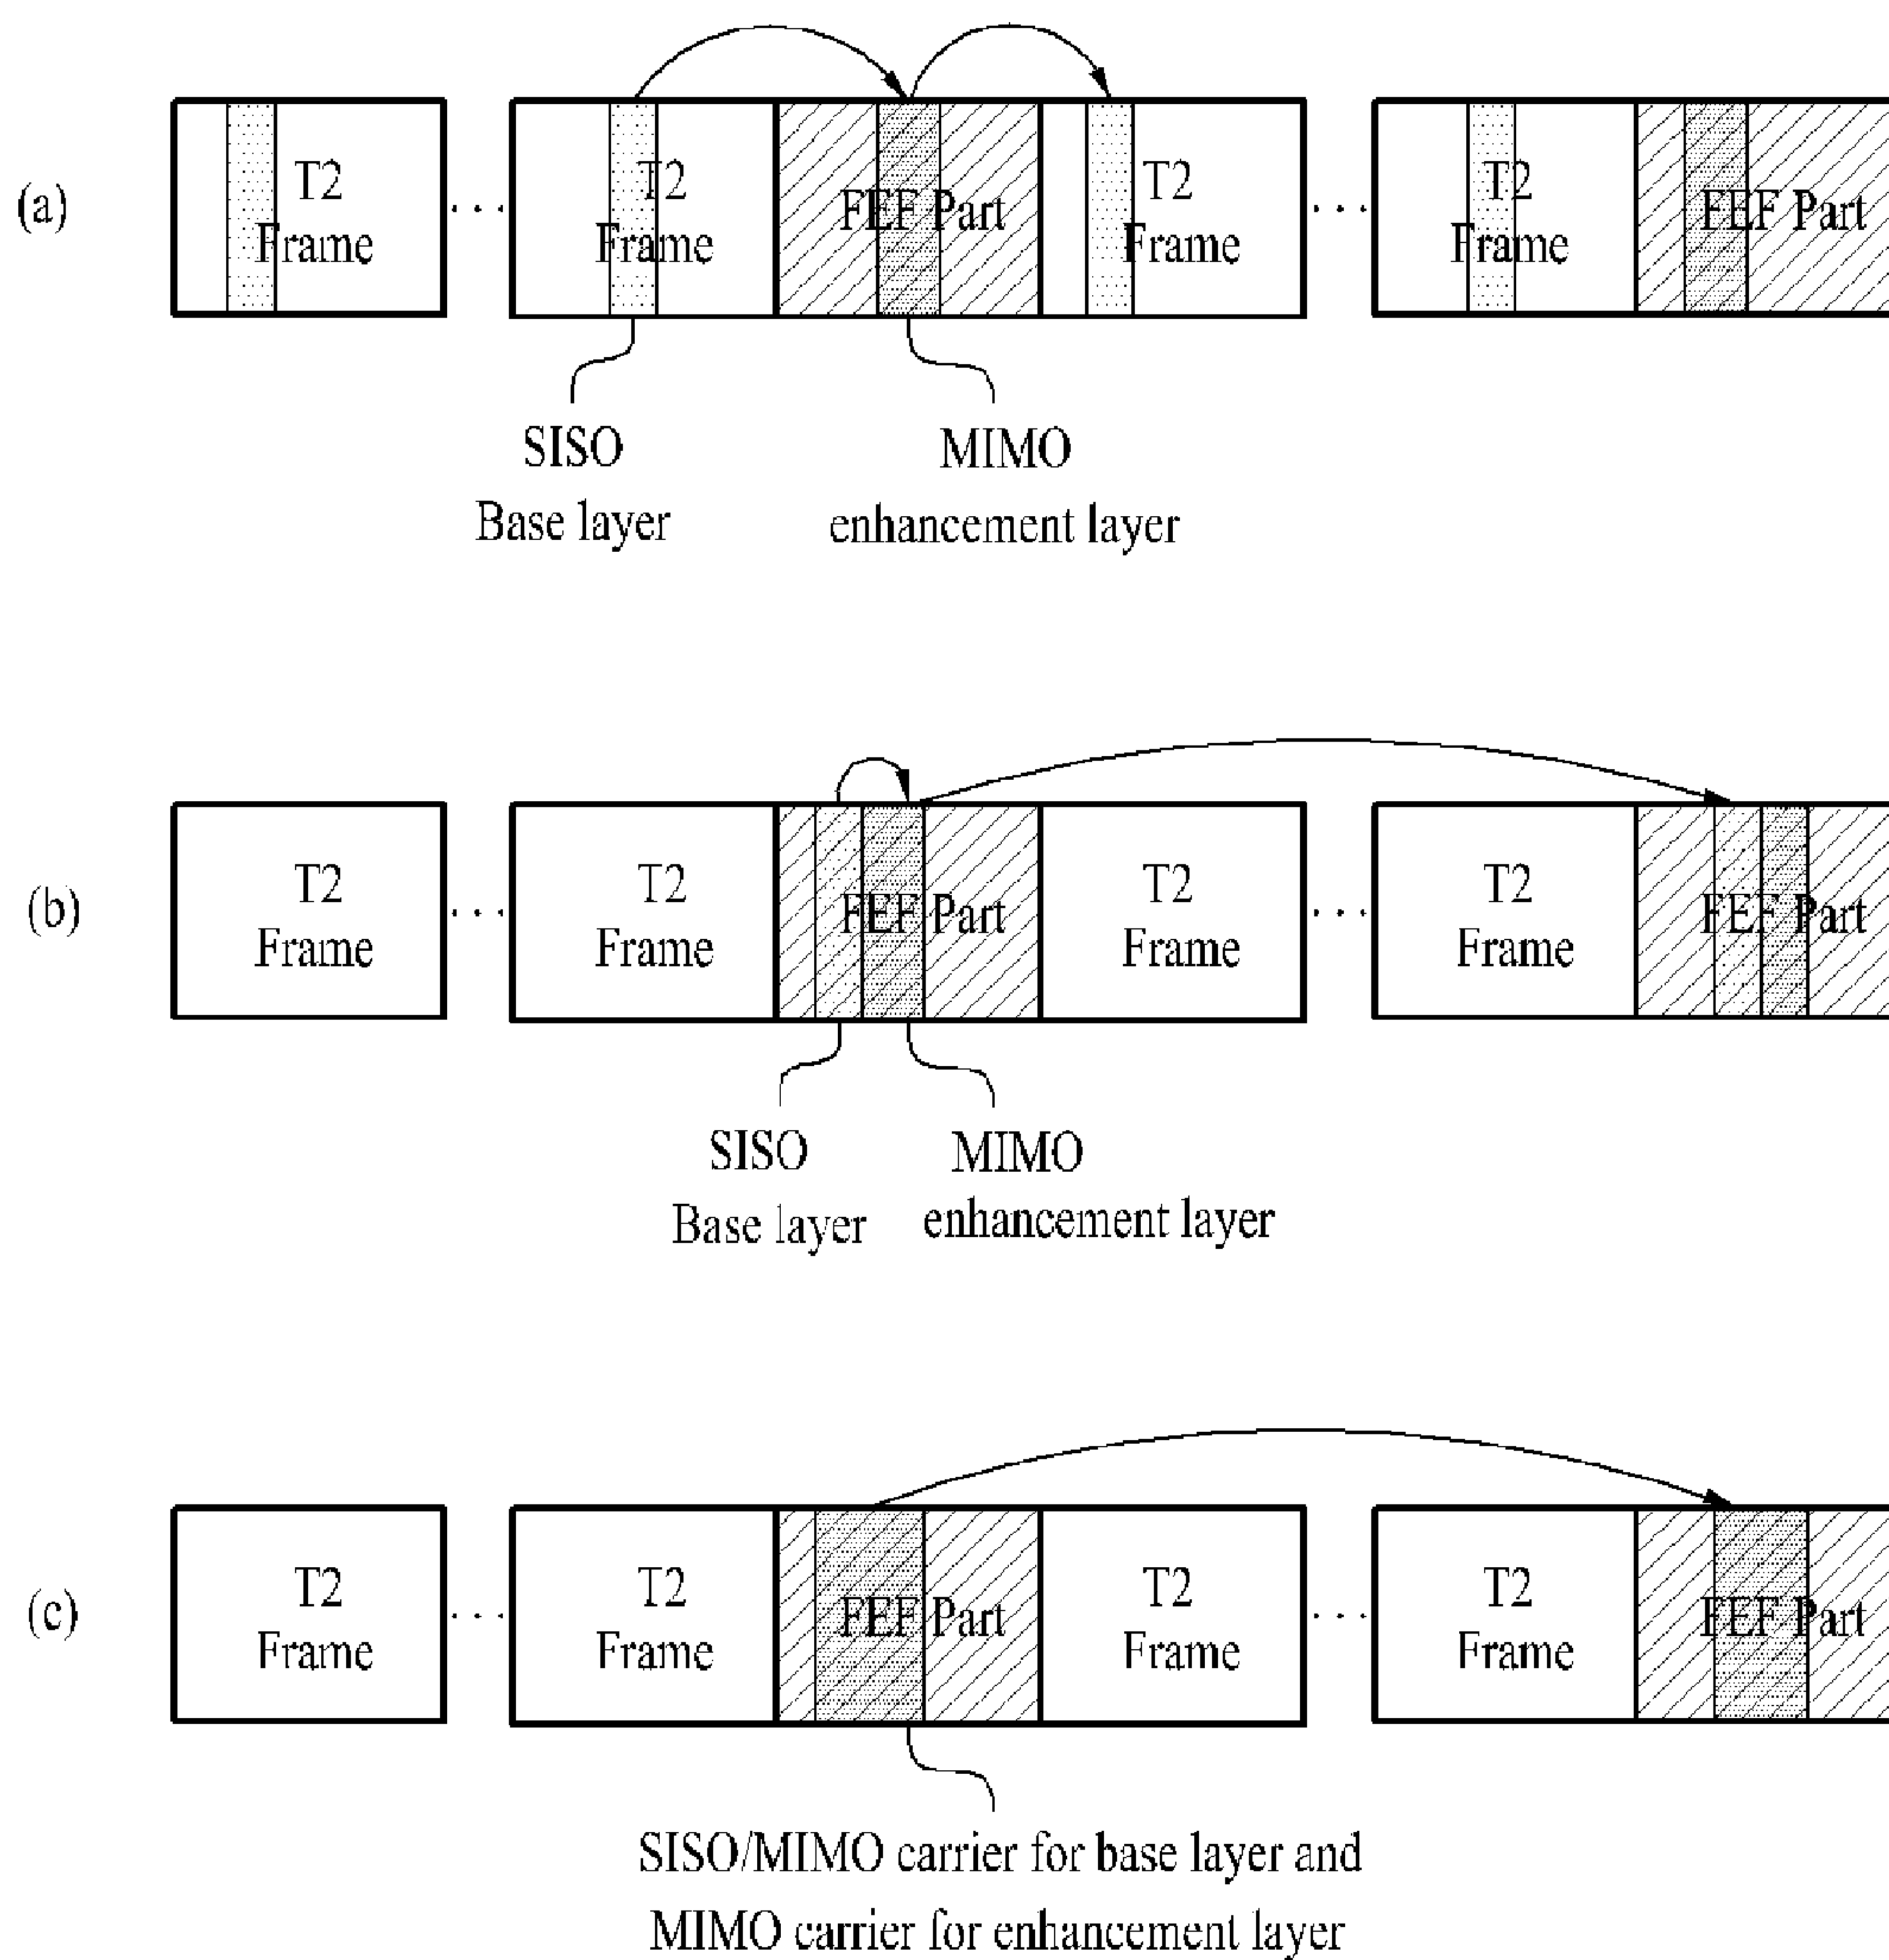 (a)
T2
Frame
. . .
T2
Frame
FEF Part
T2
Frame
. . .
T2
Frame
FEF Part
SISO
Base layer
MIMO
enhancement layer
(b)
T2
Frame
. . .
T2
Frame
FEF Part
T2
Frame
. . .
T2
Frame
FEF Part
SISO
Base layer
MIMO
enhancement layer
(c)
T2
Frame
. . .
T2
Frame
FEF Part
T2
Frame
. . .
T2
Frame
FEF Part
SISO/MIMO carrier for base layer and
MIMO carrier for enhancement layer